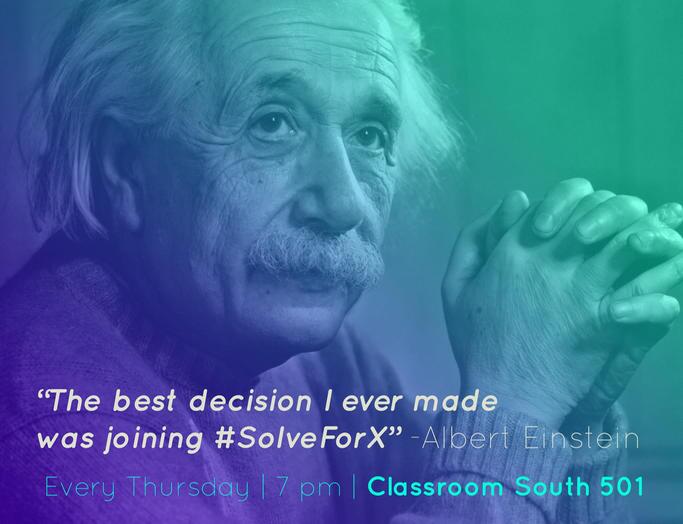 “The best decision I ever made
was joining #SolveForX” -Albert Einstein
Every Thursday | 7 pm | Classroom South 501